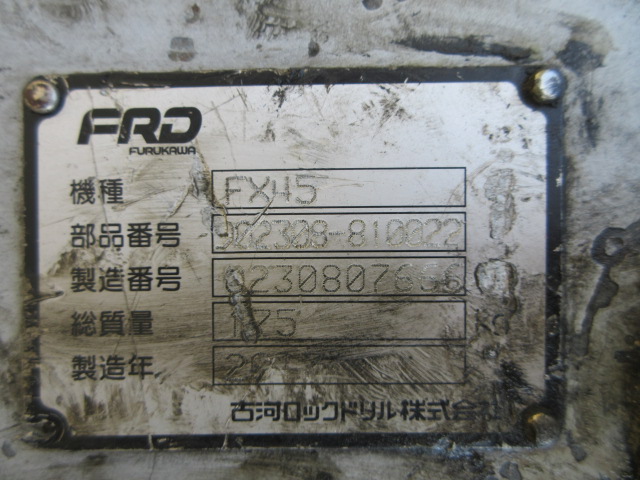 FRD
FURUKAWA
機種 FX45
部品番号 902308-810022
製造番号
総質量 175
製造年
古河ロックドリル株式会社